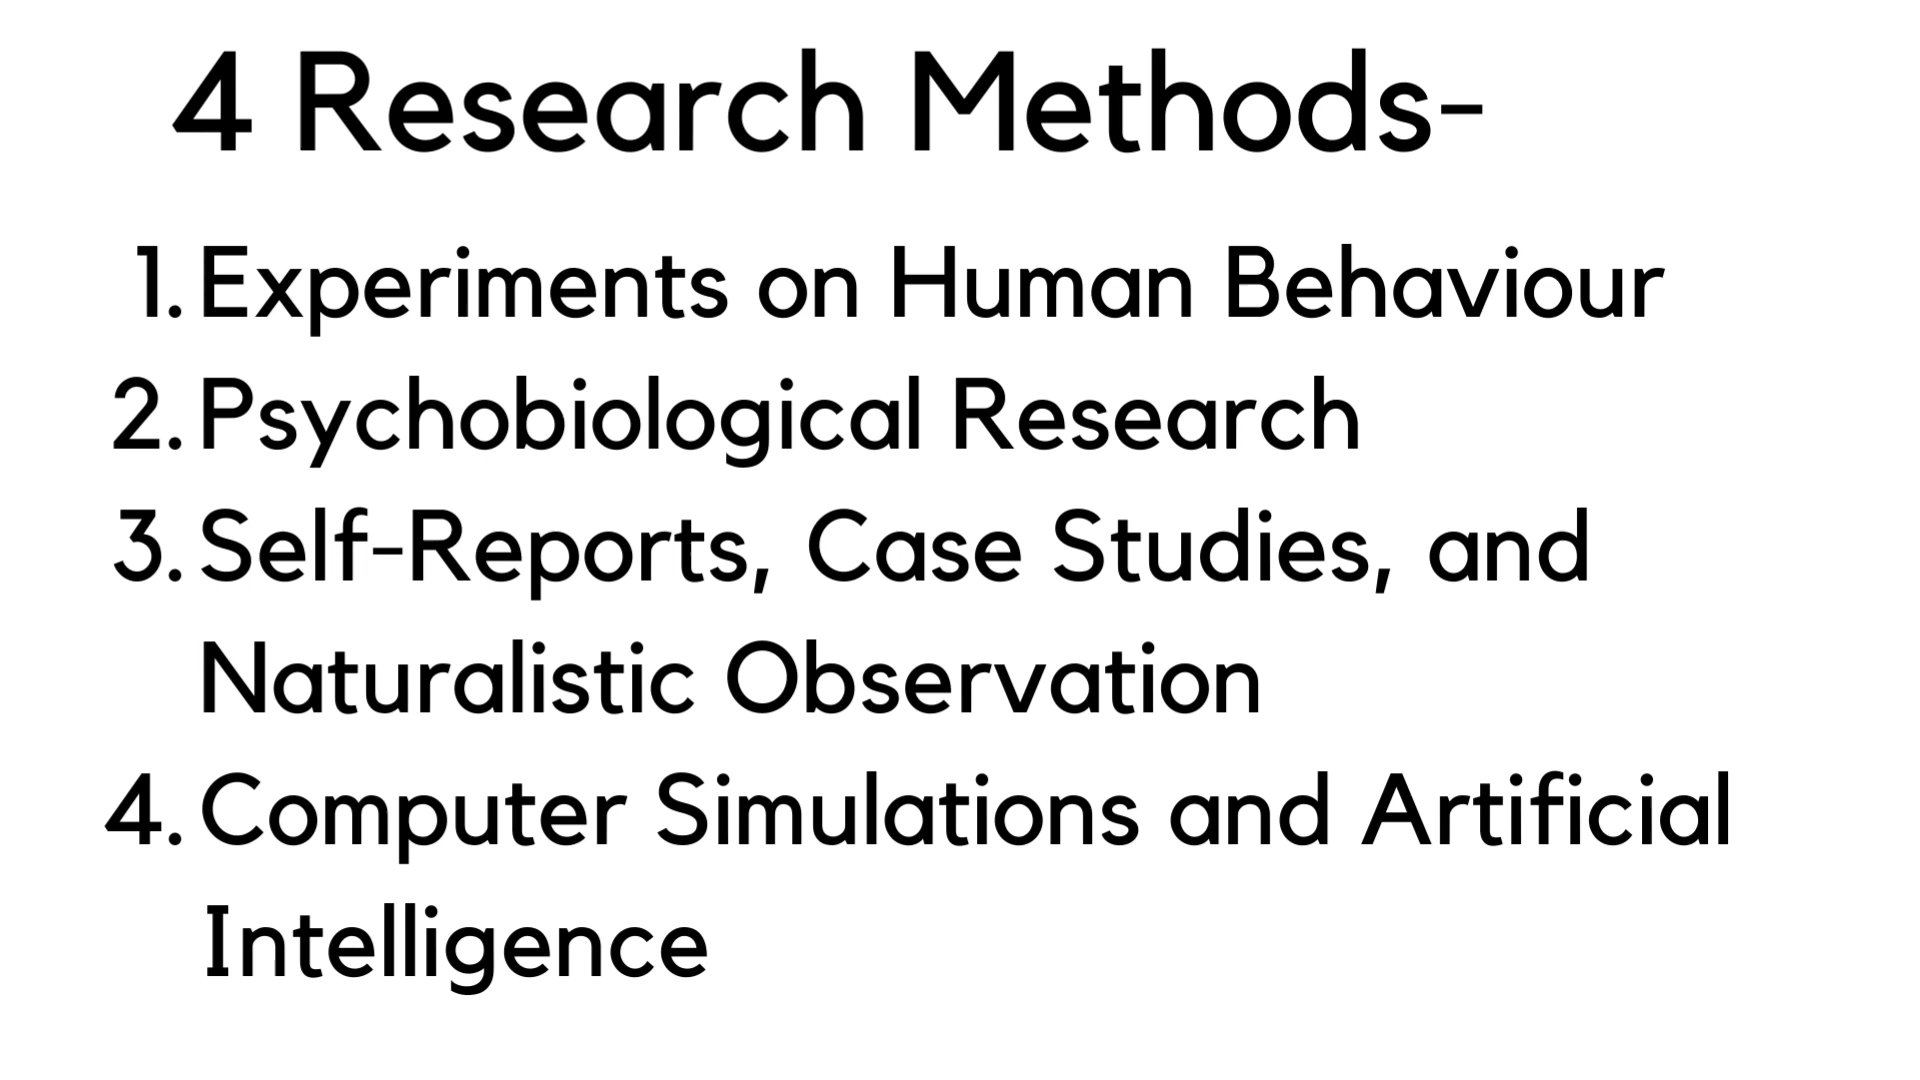 4 Research Methods-
1. Experiments on Human Behaviour
2. Psychobiological Research
3. Self-Reports, Case Studies, and
Naturalistic Observation
4. Computer Simulations and Artificial
Intelligence